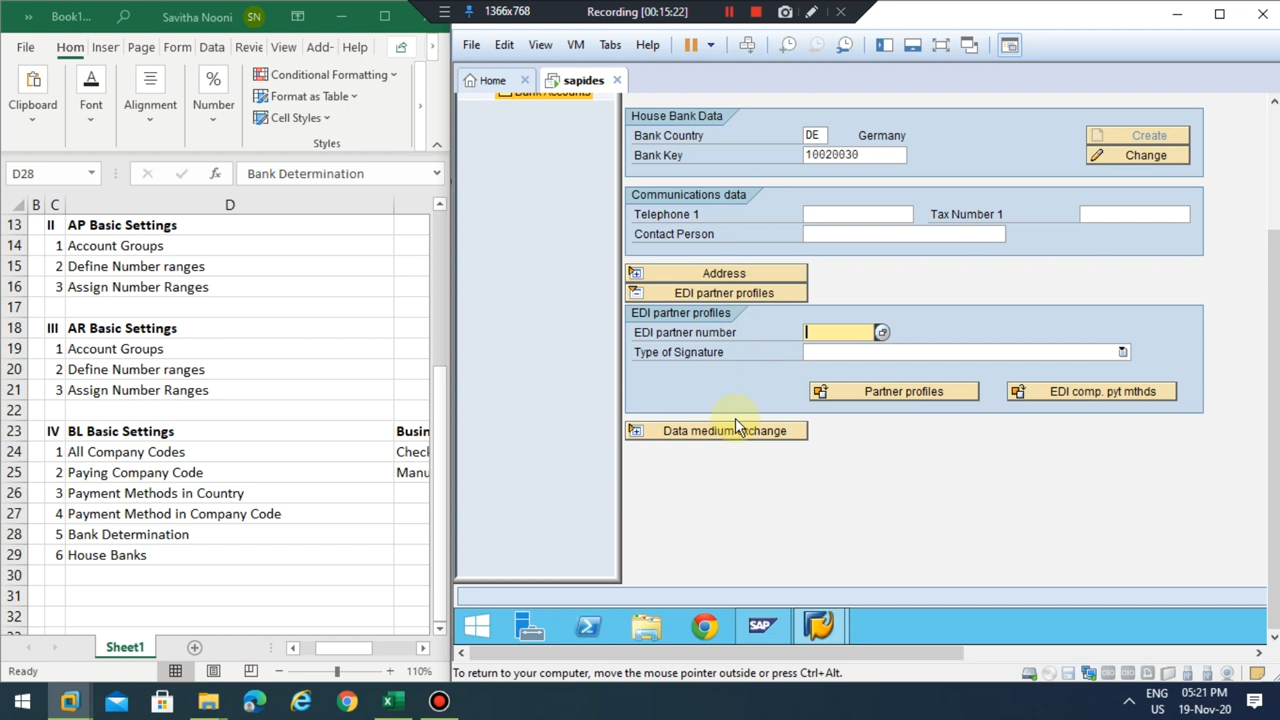 Book1...
Savitha Nooni
SN
File
Hom
Inser
Page
Form
Data
Revie
View
Add-
Help
Clipboard
Font
Alignment
%
Number
Conditional Formatting
Format as Table
Cell Styles
Styles
D28
fx
Bank Determination
B
C
D
13
II
AP Basic Settings
14
1
Account Groups
15
2
Define Number ranges
16
3
Assign Number Ranges
17
18
III
AR Basic Settings
19
1
Account Groups
20
2
Define Number ranges
21
3
Assign Number Ranges
22
23
IV
BL Basic Settings
Busin
24
1
All Company Codes
Check
25
2
Paying Company Code
Manu
26
3
Payment Methods in Country
27
4
Payment Method in Company Code
28
5
Bank Determination
29
6
House Banks
30
31
32
Sheet1
Ready
110%
1366x768
Recording [00:15:22]
File
Edit
View
VM
Tabs
Help
Home
sapides
Bank Accounts
House Bank Data
Bank Country
DE
Germany
Create
Bank Key
10020030
Change
Communications data
Telephone 1
Tax Number 1
Contact Person
Address
EDI partner profiles
EDI partner profiles
EDI partner number
Type of Signature
Partner profiles
EDI comp. pyt mthds
Data medium exchange
SAP
To return to your computer, move the mouse pointer outside or press Ctrl+Alt.
ENG
US
05:21 PM
19-Nov-20